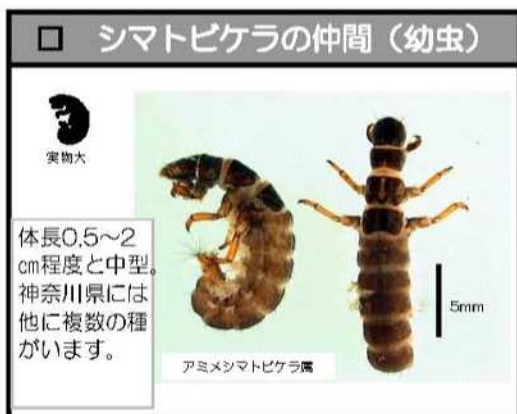 □ シマトビケラの仲間（幼虫）
実物大
体長0.5～2
cm程度と中型。
神奈川県には
他に複数の種
がいます。
5mm
アミメシマトビケラ属